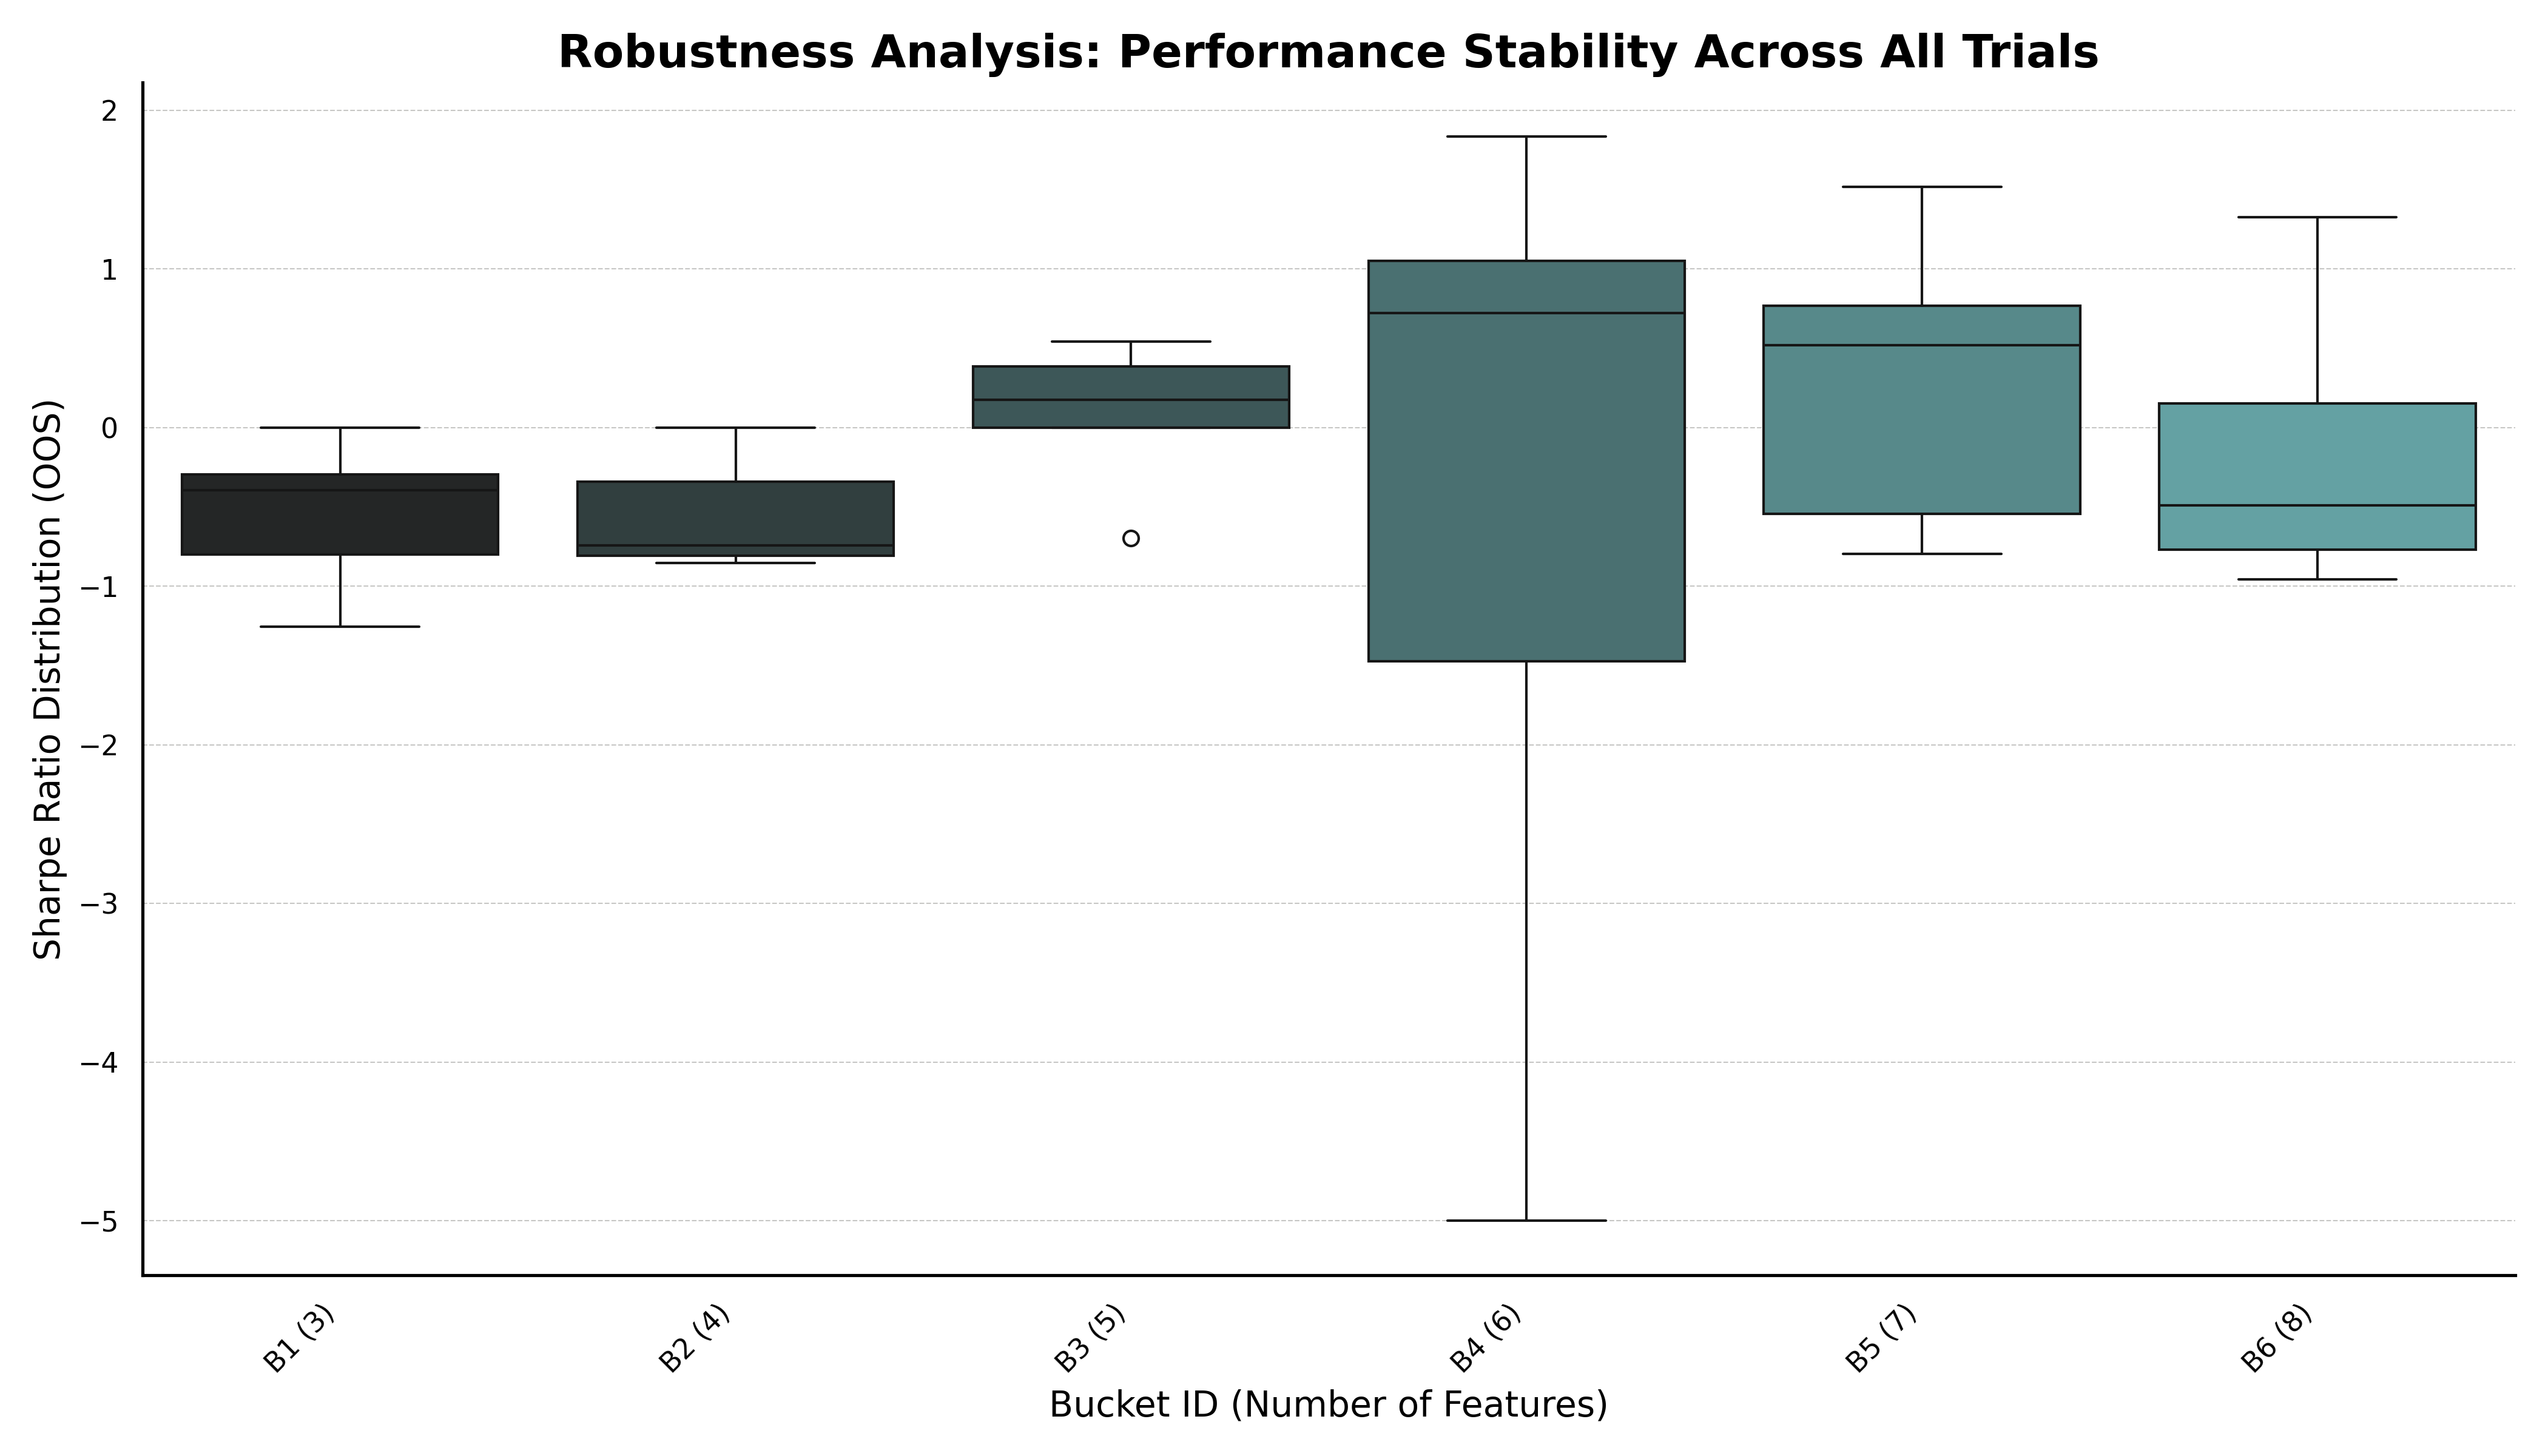 Robustness Analysis: Performance Stability Across All Trials
Sharpe Ratio Distribution (OOS)
2
1
0
−1
−2
−3
−4
−5
B1 (3)
B2 (4)
B3 (5)
B4 (6)
B5 (7)
B6 (8)
Bucket ID (Number of Features)